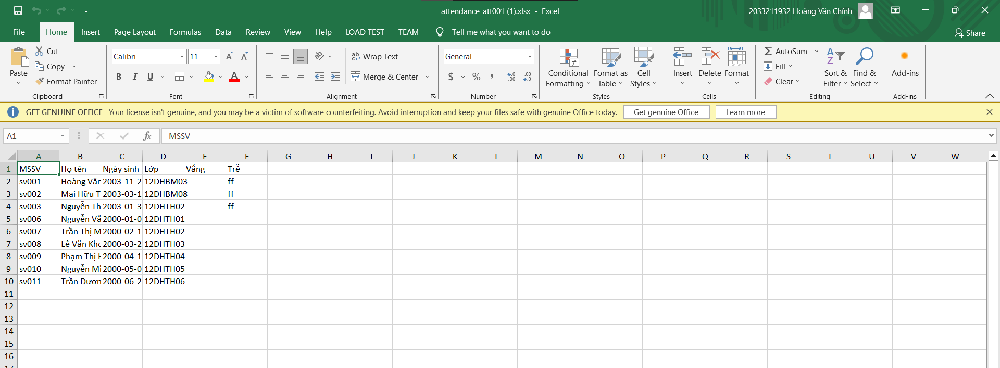 attendance_att001 (1).xlsx - Excel
2033211932 Hoàng Văn Chính
File Home Insert Page Layout Formulas Data Review View Help LOAD TEST TEAM Tell me what you want to do Share
Paste
Cut
Copy
Format Painter
Clipboard
Calibri 11
B I U
Font
Wrap Text
Merge & Center
Alignment
General
$ % ,
Number
Conditional Formatting
Format as Table
Cell Styles
Styles
Insert
Delete
Format
Cells
AutoSum
Fill
Clear
Sort & Filter
Find & Select
Editing
Add-ins
Add-ins
GET GENUINE OFFICE Your license isn't genuine, and you may be a victim of software counterfeiting. Avoid interruption and keep your files safe with genuine Office today. Get genuine Office Learn more
A1 fx MSSV
A B C D E F G H I J K L M N O P Q R S T U V W
1 MSSV Họ tên Ngày sinh Lớp Vắng Trễ
2 sv001 Hoàng Văn 2003-11-2 12DHBM03 ff
3 sv002 Mai Hữu T 2003-03-1 12DHBM08 ff
4 sv003 Nguyễn Th 2003-01-3 12DHTH02 ff
5 sv006 Nguyễn Vă 2000-01-0 12DHTH01
6 sv007 Trần Thị M 2000-02-1 12DHTH02
7 sv008 Lê Văn Kho 2000-03-2 12DHTH03
8 sv009 Phạm Thị H 2000-04-1 12DHTH04
9 sv010 Nguyễn Mi 2000-05-0 12DHTH05
10 sv011 Trần Dươn 2000-06-2 12DHTH06
11
12
13
14
15
16